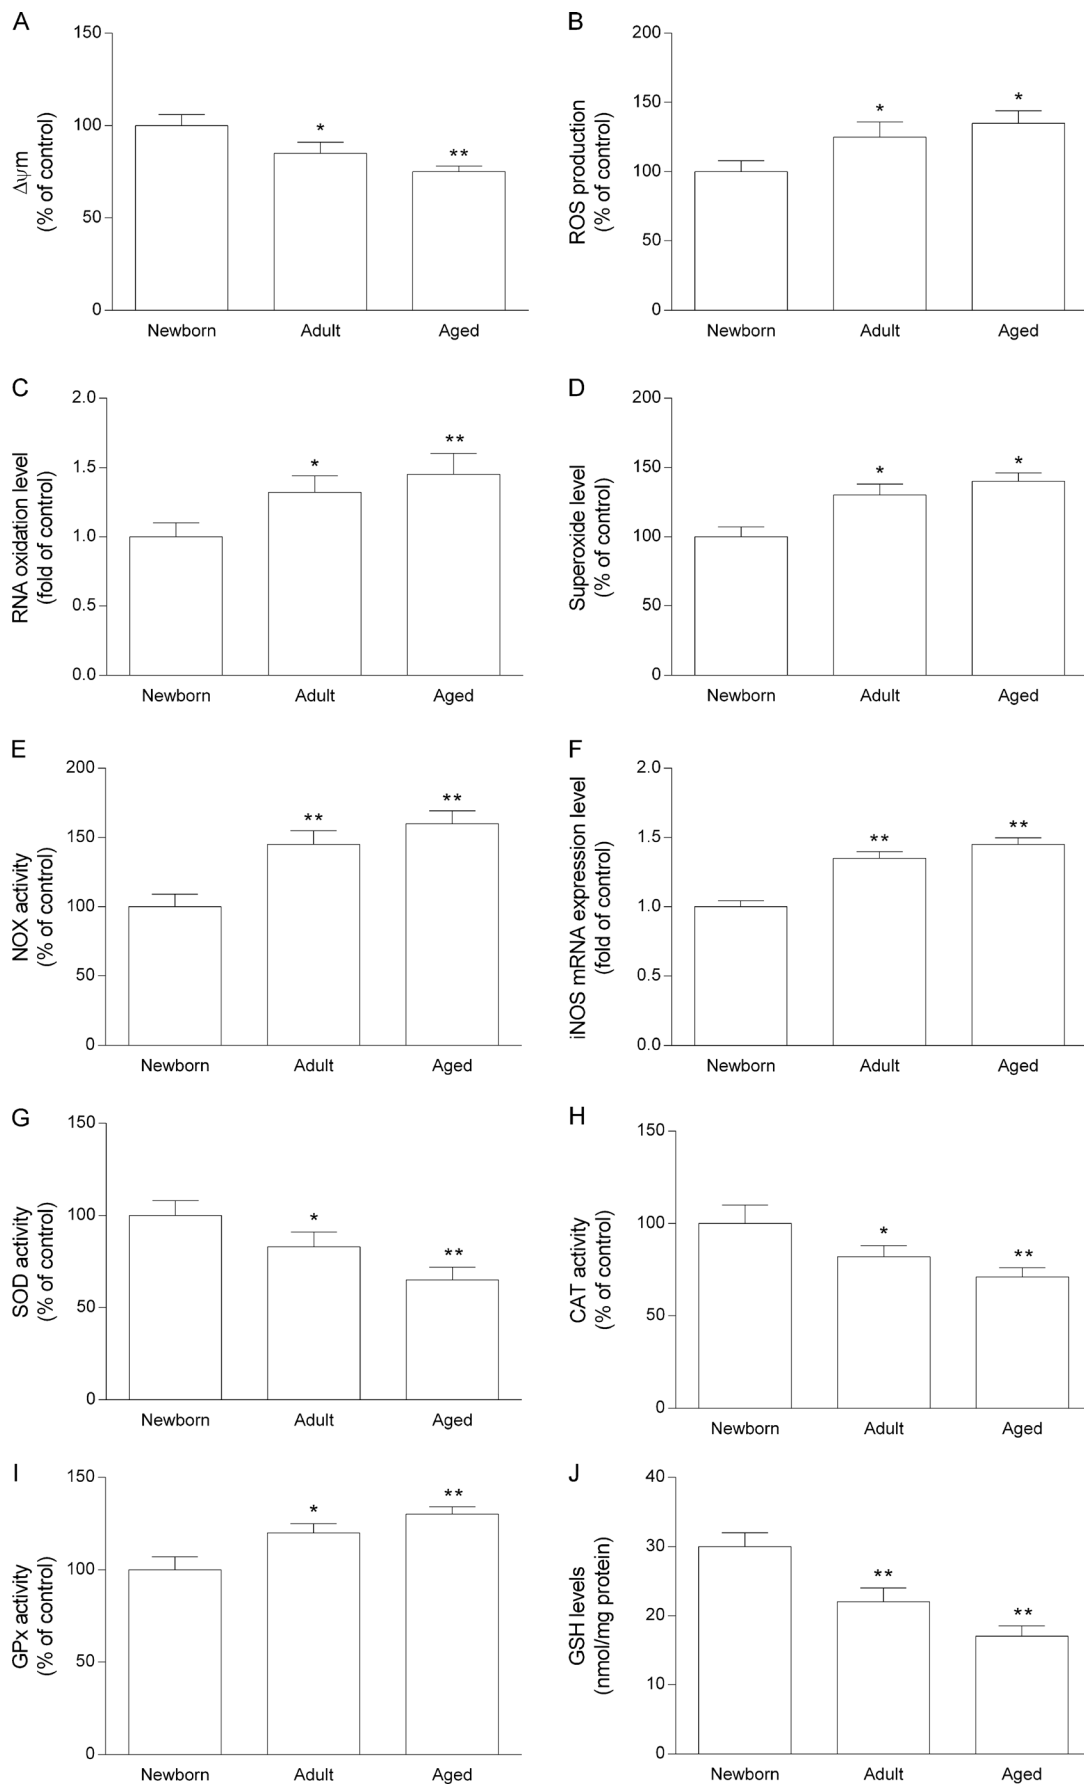 A
Δψm
(% of control)
150
100
50
0
*
**
Newborn Adult Aged
B
ROS production
(% of control)
200
150
100
50
0
*
*
Newborn Adult Aged
C
RNA oxidation level
(fold of control)
2.0
1.5
1.0
0.5
0.0
*
**
Newborn Adult Aged
D
Superoxide level
(% of control)
200
150
100
50
0
*
*
Newborn Adult Aged
E
NOX activity
(% of control)
200
150
100
50
0
**
**
Newborn Adult Aged
F
iNOS mRNA expression level
(fold of control)
2.0
1.5
1.0
0.5
0.0
**
**
Newborn Adult Aged
G
SOD activity
(% of control)
150
100
50
0
*
**
Newborn Adult Aged
H
CAT activity
(% of control)
150
100
50
0
*
**
Newborn Adult Aged
I
GPx activity
(% of control)
150
100
50
0
*
**
Newborn Adult Aged
J
GSH levels
(nmol/mg protein)
40
30
20
10
0
**
**
Newborn Adult Aged